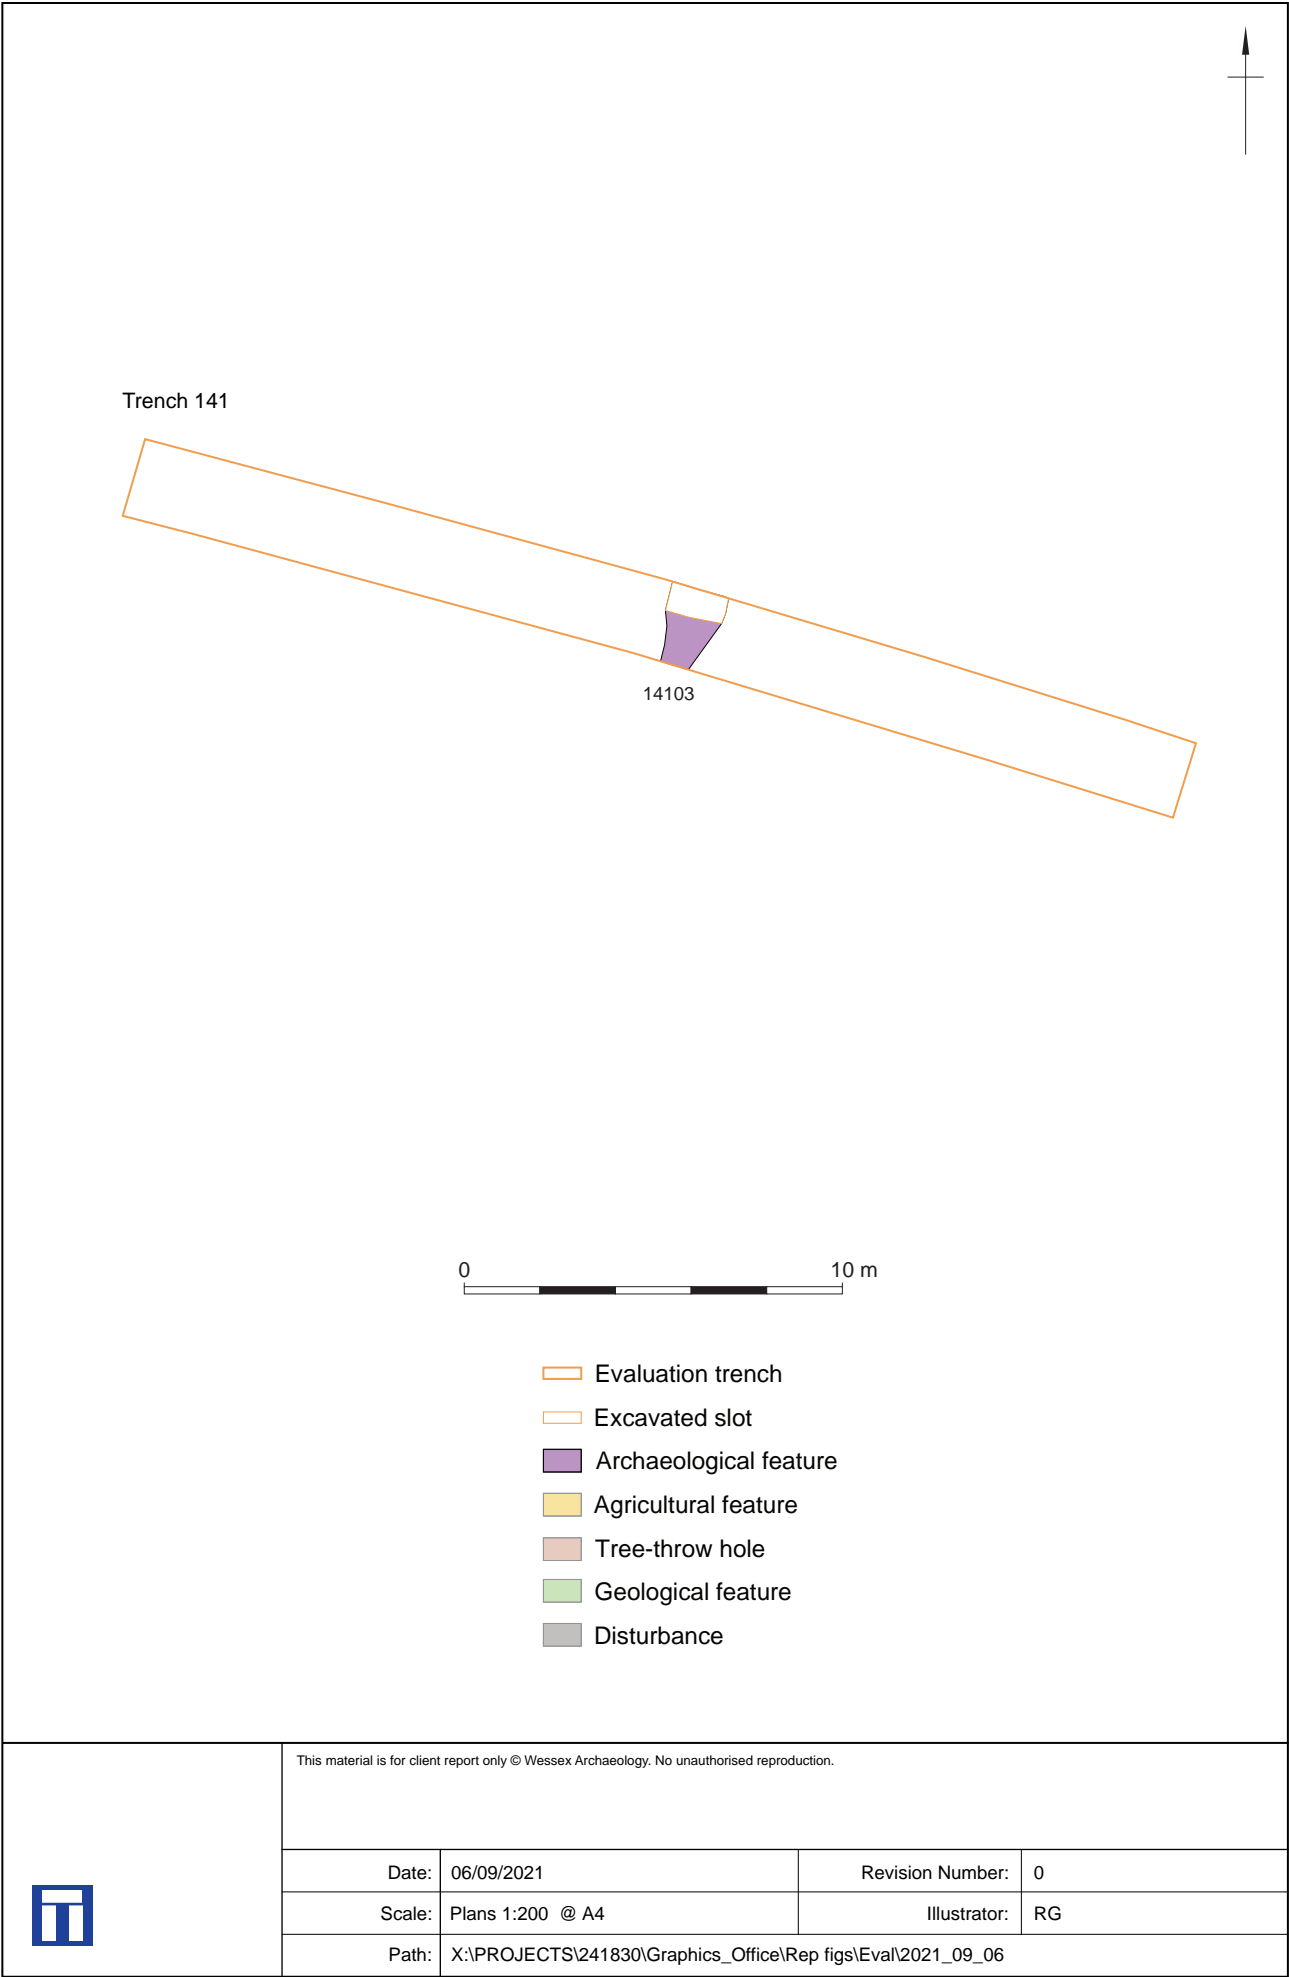 Trench 141
14103
0 10 m
Evaluation trench
Excavated slot
Archaeological feature
Agricultural feature
Tree-throw hole
Geological feature
Disturbance
This material is for client report only © Wessex Archaeology. No unauthorised reproduction.
Date: 06/09/2021 Revision Number: 0
Scale: Plans 1:200 @ A4 Illustrator: RG
Path: X:\PROJECTS\241830\Graphics_Office\Rep figs\Eval\2021_09_06